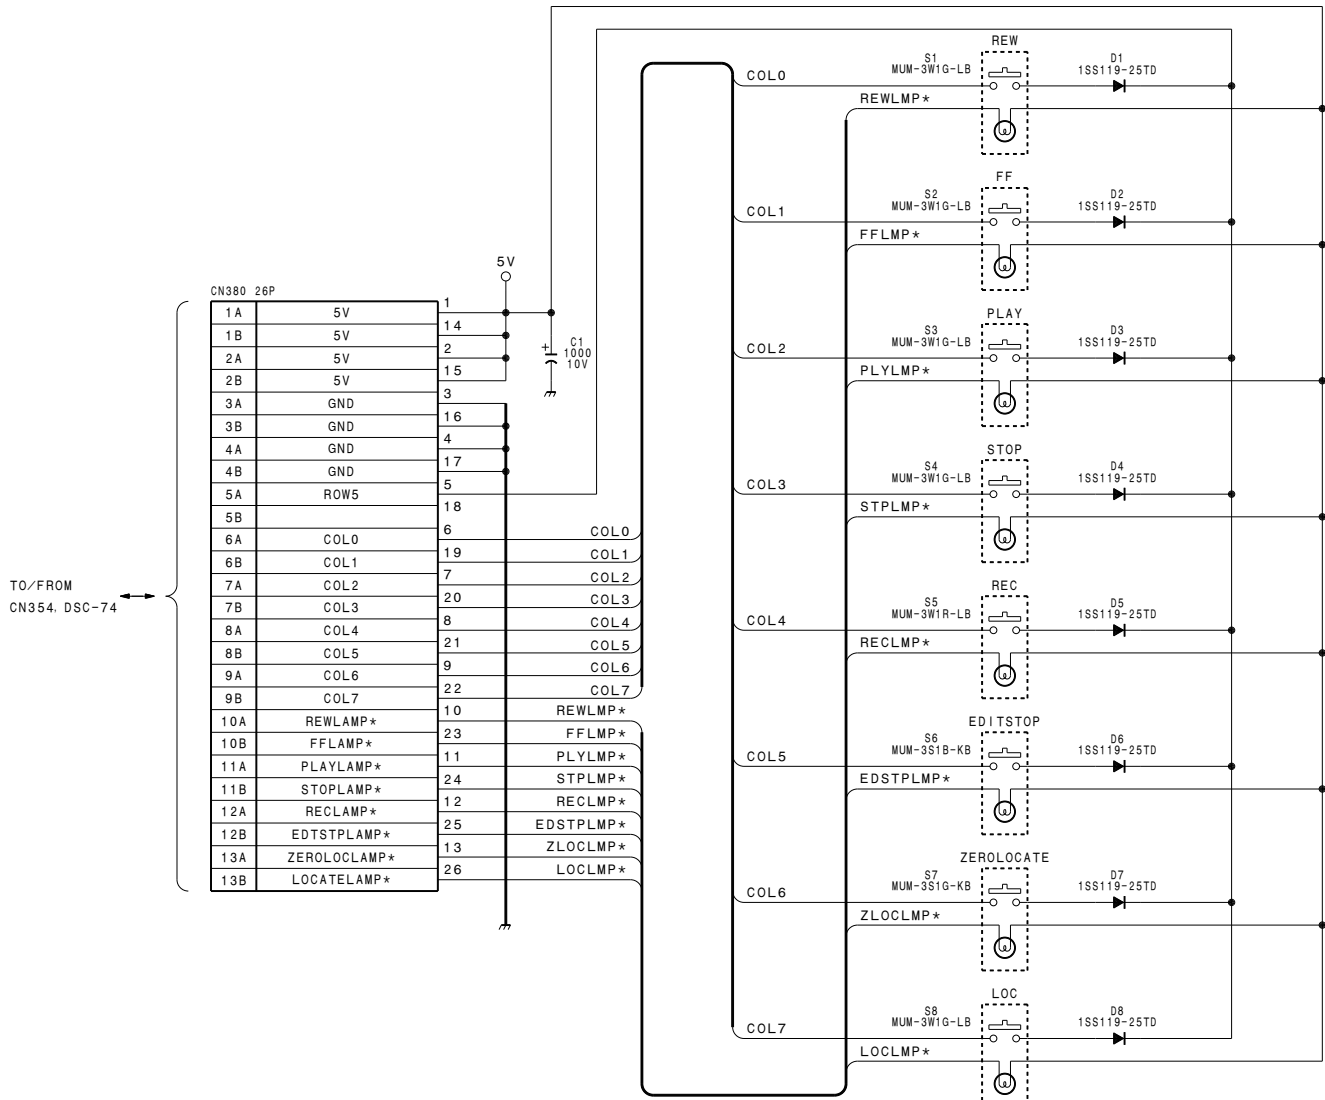 REW
S1
MUM-3W1G-LB
D1
1SS119-25TD
COL0
REWLMP*
FF
S2
MUM-3W1G-LB
D2
1SS119-25TD
COL1
FFLMP*
PLAY
S3
MUM-3W1G-LB
D3
1SS119-25TD
COL2
PLYLMP*
STOP
S4
MUM-3W1G-LB
D4
1SS119-25TD
COL3
STPLMP*
REC
S5
MUM-3W1R-LB
D5
1SS119-25TD
COL4
RECLMP*
EDITSTOP
S6
MUM-3S1B-KB
D6
1SS119-25TD
COL5
EDSTPLMP*
ZEROLOCATE
S7
MUM-3S1G-KB
D7
1SS119-25TD
COL6
ZLOCLMP*
LOC
S8
MUM-3W1G-LB
D8
1SS119-25TD
COL7
LOCLMP*
5V
C1
+ 1000
10V
CN380 26P
1A 5V 1
1B 5V 14
2A 5V 2
2B 5V 15
3A GND 3
3B GND 16
4A GND 4
4B GND 17
5A ROW5 5
5B 18
6A COL0 6 COL0
6B COL1 19 COL1
7A COL2 7 COL2
7B COL3 20 COL3
8A COL4 8 COL4
8B COL5 21 COL5
9A COL6 9 COL6
9B COL7 22 COL7
10A REWLAMP* 10 REWLMP*
10B FFLAMP* 23 FFLMP*
11A PLAYLAMP* 11 PLYLMP*
11B STOPLAMP* 24 STPLMP*
12A RECLAMP* 12 RECLMP*
12B EDTSTPLAMP* 25 EDSTPLMP*
13A ZEROLOCLAMP* 13 ZLOCLMP*
13B LOCATELAMP* 26 LOCLMP*
TO/FROM
CN354, DSC-74